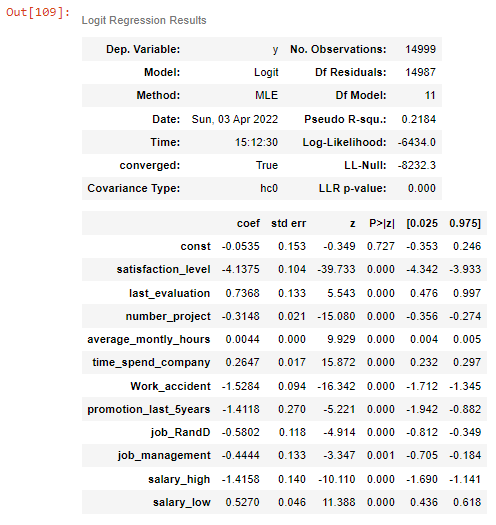 Out[109]: Logit Regression Results
Dep. Variable: y No. Observations: 14999
Model: Logit Df Residuals: 14987
Method: MLE Df Model: 11
Date: Sun, 03 Apr 2022 Pseudo R-squ.: 0.2184
Time: 15:12:30 Log-Likelihood: -6434.0
converged: True LL-Null: -8232.3
Covariance Type: hc0 LLR p-value: 0.000
coef std err z P>|z| [0.025 0.975]
const -0.0535 0.153 -0.349 0.727 -0.353 0.246
satisfaction_level -4.1375 0.104 -39.733 0.000 -4.342 -3.933
last_evaluation 0.7368 0.133 5.543 0.000 0.476 0.997
number_project -0.3148 0.021 -15.080 0.000 -0.356 -0.274
average_montly_hours 0.0044 0.000 9.929 0.000 0.004 0.005
time_spend_company 0.2647 0.017 15.872 0.000 0.232 0.297
Work_accident -1.5284 0.094 -16.342 0.000 -1.712 -1.345
promotion_last_5years -1.4118 0.270 -5.221 0.000 -1.942 -0.882
job_RandD -0.5802 0.118 -4.914 0.000 -0.812 -0.349
job_management -0.4444 0.133 -3.347 0.001 -0.705 -0.184
salary_high -1.4158 0.140 -10.110 0.000 -1.690 -1.141
salary_low 0.5270 0.046 11.388 0.000 0.436 0.618